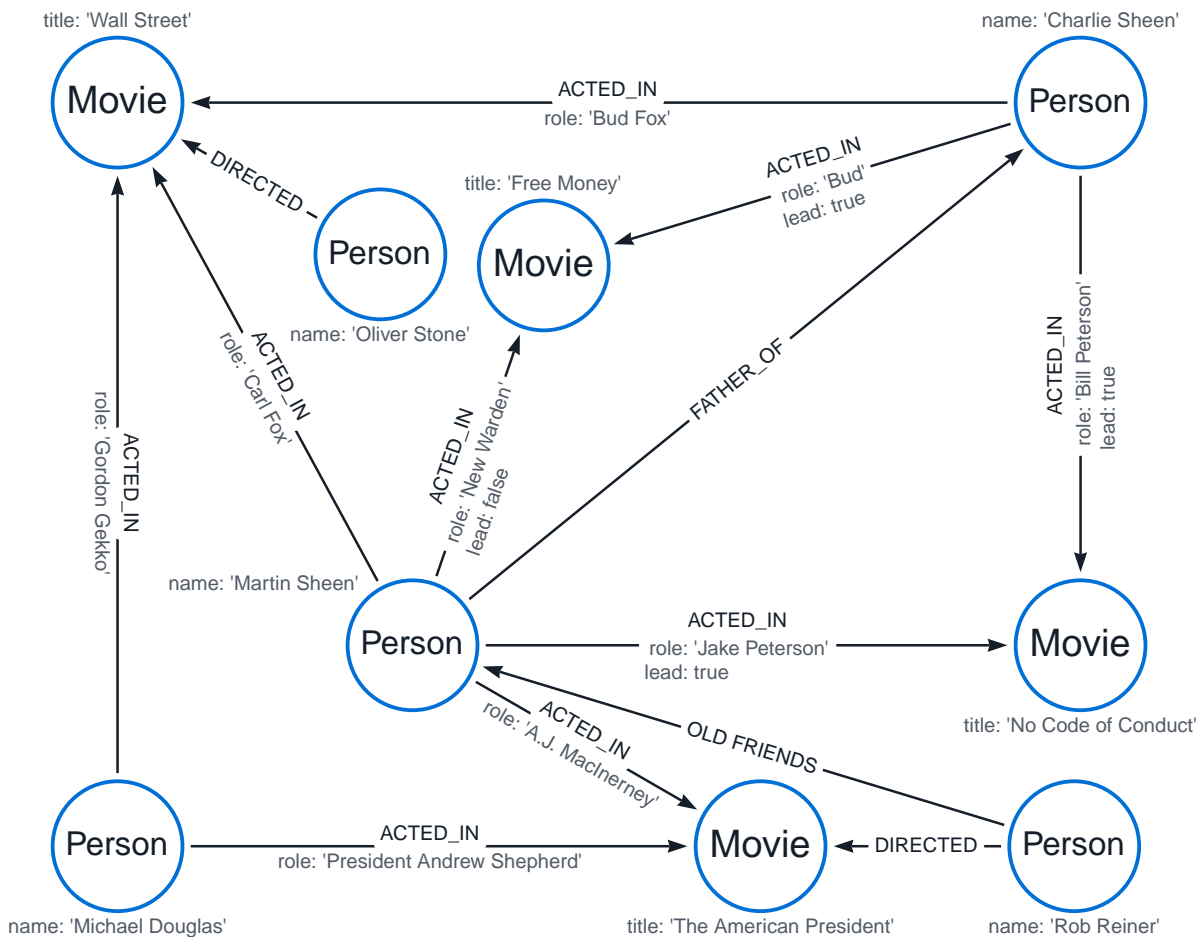 title: 'Wall Street'
name: 'Charlie Sheen'
Movie
ACTED_IN
role: 'Bud Fox'
Person
DIRECTED
title: 'Free Money'
ACTED_IN
role: 'Bud'
lead: true
Person
Movie
name: 'Oliver Stone'
ACTED_IN
role: 'Carl Fox'
FATHER_OF
ACTED_IN
role: 'Bill Peterson'
lead: true
ACTED_IN
role: 'Gordon Gekko'
ACTED_IN
role: 'New Warden'
lead: false
name: 'Martin Sheen'
Person
ACTED_IN
role: 'Jake Peterson'
lead: true
Movie
title: 'No Code of Conduct'
ACTED_IN
role: 'A.J. MacInerney'
OLD FRIENDS
Person
ACTED_IN
role: 'President Andrew Shepherd'
Movie
DIRECTED
Person
name: 'Michael Douglas'
title: 'The American President'
name: 'Rob Reiner'